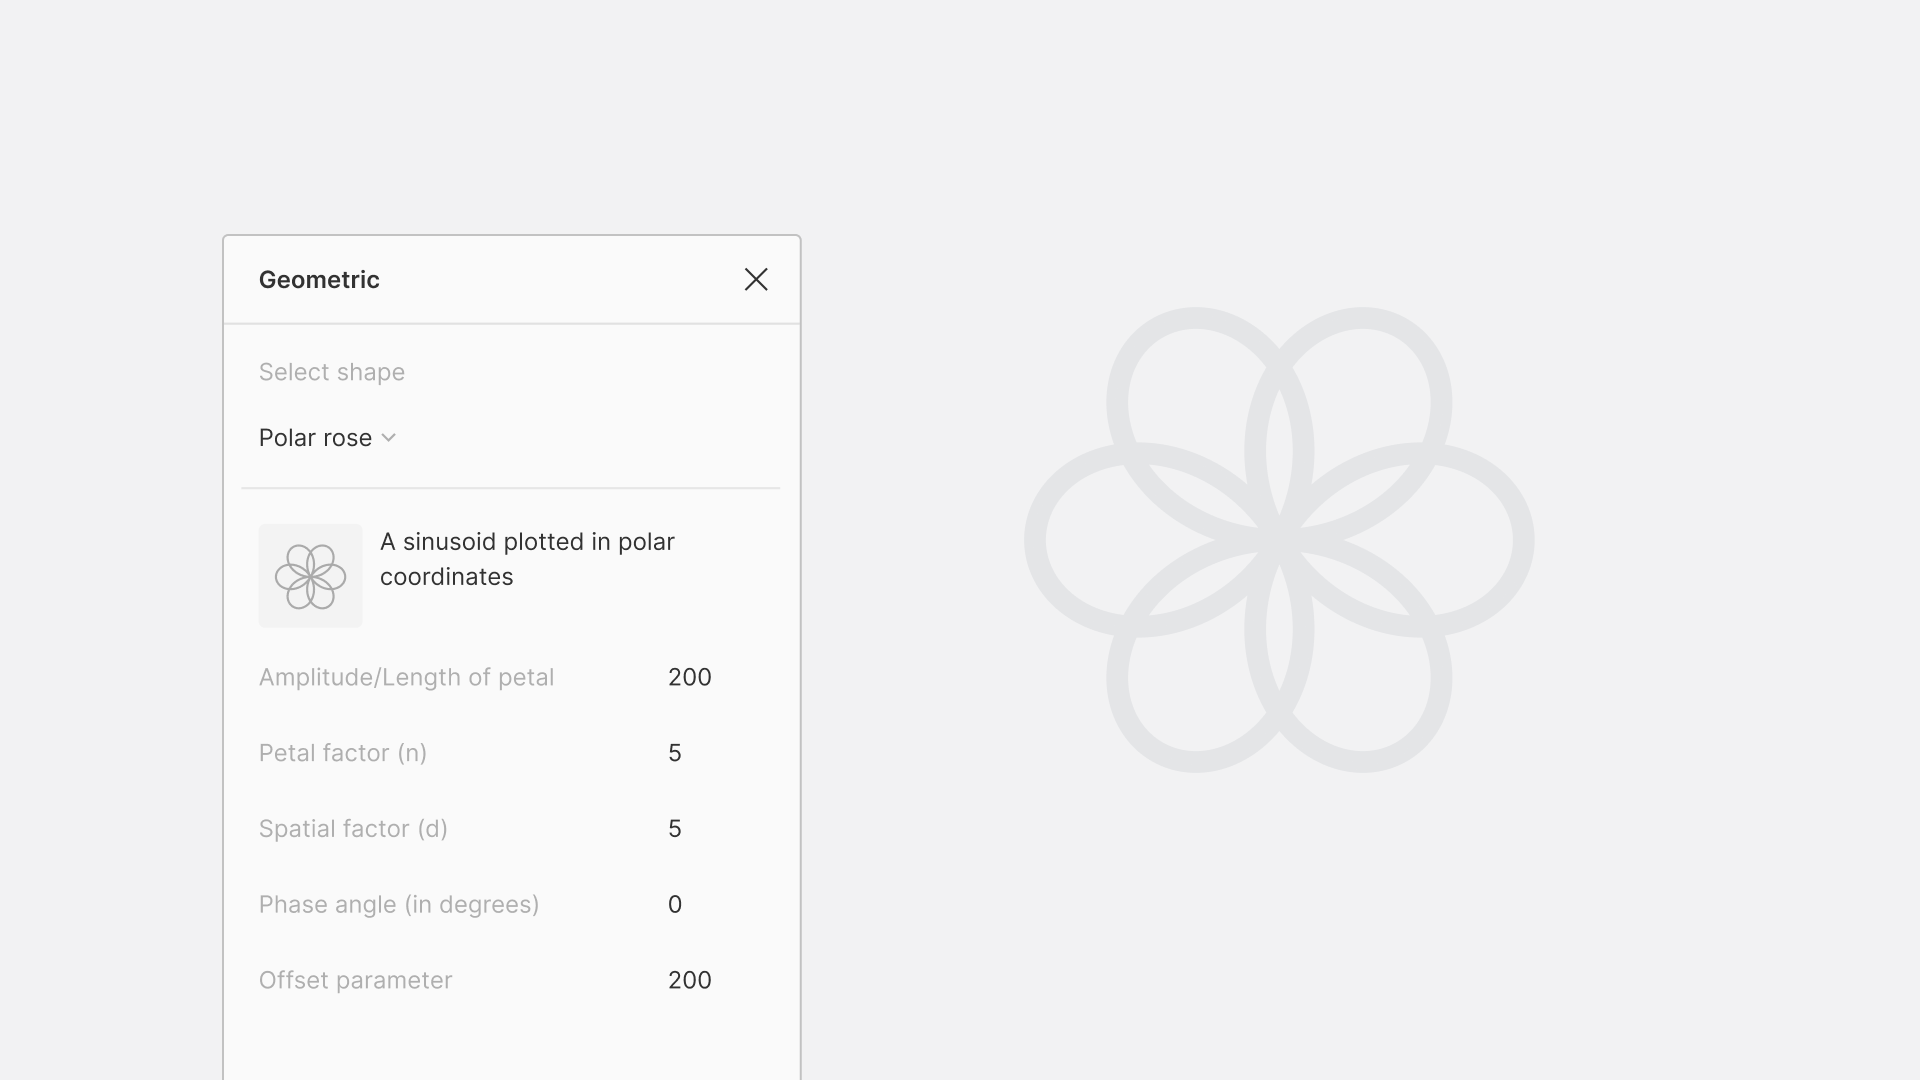 Geometric
Select shape
Polar rose
A sinusoid plotted in polar
coordinates
Amplitude/Length of petal 200
Petal factor (n) 5
Spatial factor (d) 5
Phase angle (in degrees) 0
Offset parameter 200